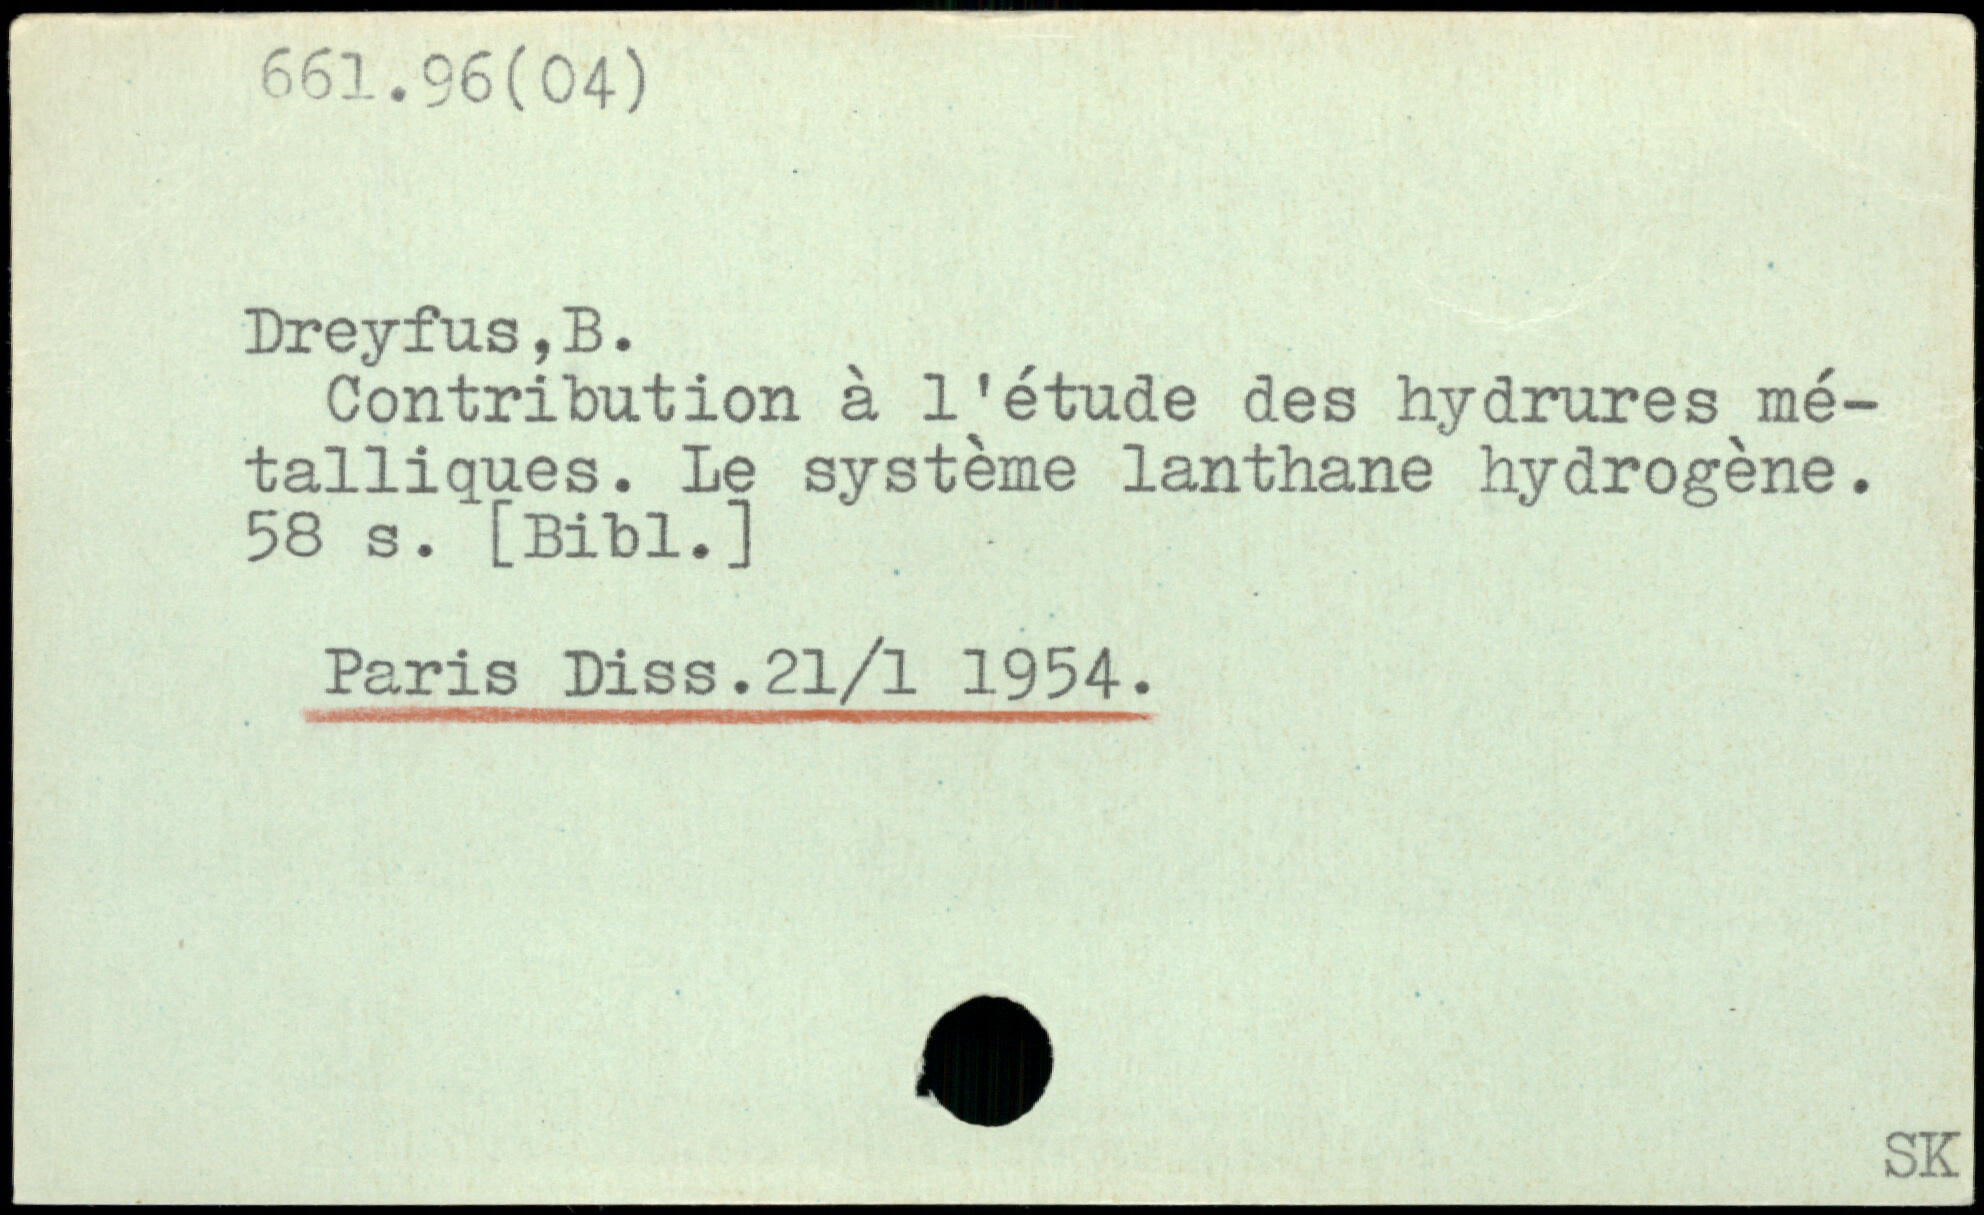 661.96(04)
Dreyfus,B.
Contribution à l'étude des hydrures mé-
talliques. Le système lanthane hydrogène.
58 s. [Bibl.]
Paris Diss.21/1 1954.
SK